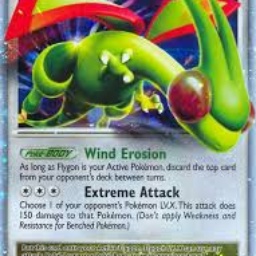 POKé-BODY Wind Erosion
As long as Flygon is your Active Pokémon, discard the top card
from your opponent's deck between turns.
Extreme Attack
Choose 1 of your opponent's Pokémon LV.X. This attack does
150 damage to that Pokémon. (Don't apply Weakness and
Resistance for Benched Pokémon.)